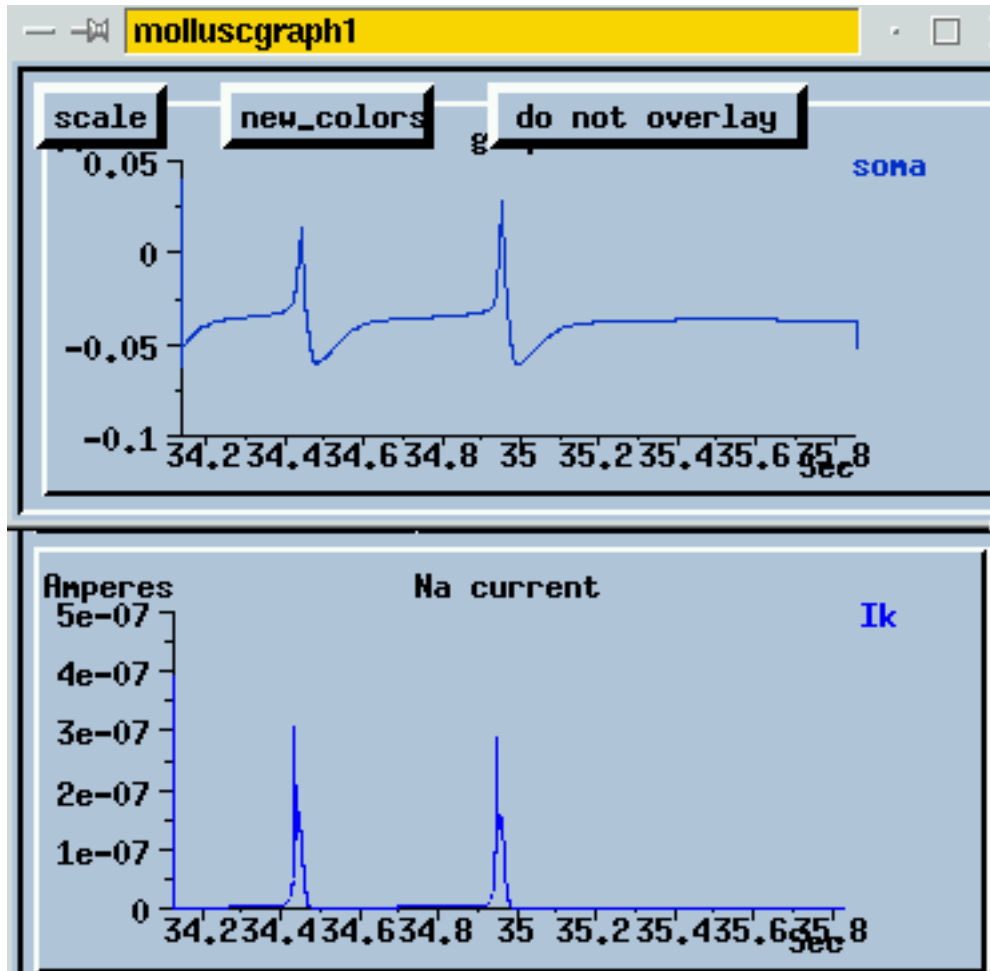 molluscgraph1
scale new_colors do not overlay
0.05 soma
0
-0.05
-0.1
34.2 34.4 34.6 34.8 35 35.2 35.4 35.6 35.8
Sec
Amperes Na current
5e-07 Ik
4e-07
3e-07
2e-07
1e-07
0
34.2 34.4 34.6 34.8 35 35.2 35.4 35.6 35.8
Sec